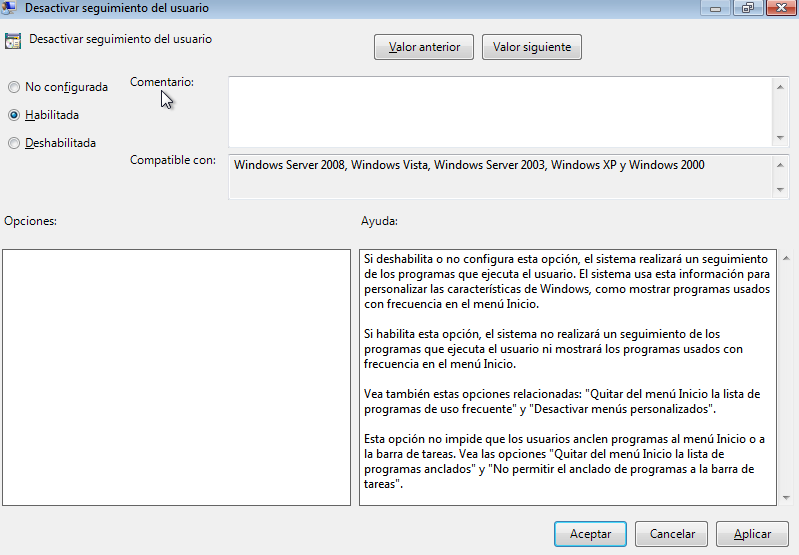 Desactivar seguimiento del usuario
Desactivar seguimiento del usuario
Valor anterior
Valor siguiente
No configurada
Habilitada
Deshabilitada
Comentario:
Compatible con:
Windows Server 2008, Windows Vista, Windows Server 2003, Windows XP y Windows 2000
Opciones:
Ayuda:
Si deshabilita o no configura esta opción, el sistema realizará un seguimiento
de los programas que ejecuta el usuario. El sistema usa esta información para
personalizar las características de Windows, como mostrar programas usados
con frecuencia en el menú Inicio.
Si habilita esta opción, el sistema no realizará un seguimiento de los
programas que ejecuta el usuario ni mostrará los programas usados con
frecuencia en el menú Inicio.
Vea también estas opciones relacionadas: "Quitar del menú Inicio la lista de
programas de uso frecuente" y "Desactivar menús personalizados".
Esta opción no impide que los usuarios anclen programas al menú Inicio o a
la barra de tareas. Vea las opciones "Quitar del menú Inicio la lista de
programas anclados" y "No permitir el anclado de programas a la barra de
tareas".
Aceptar
Cancelar
Aplicar